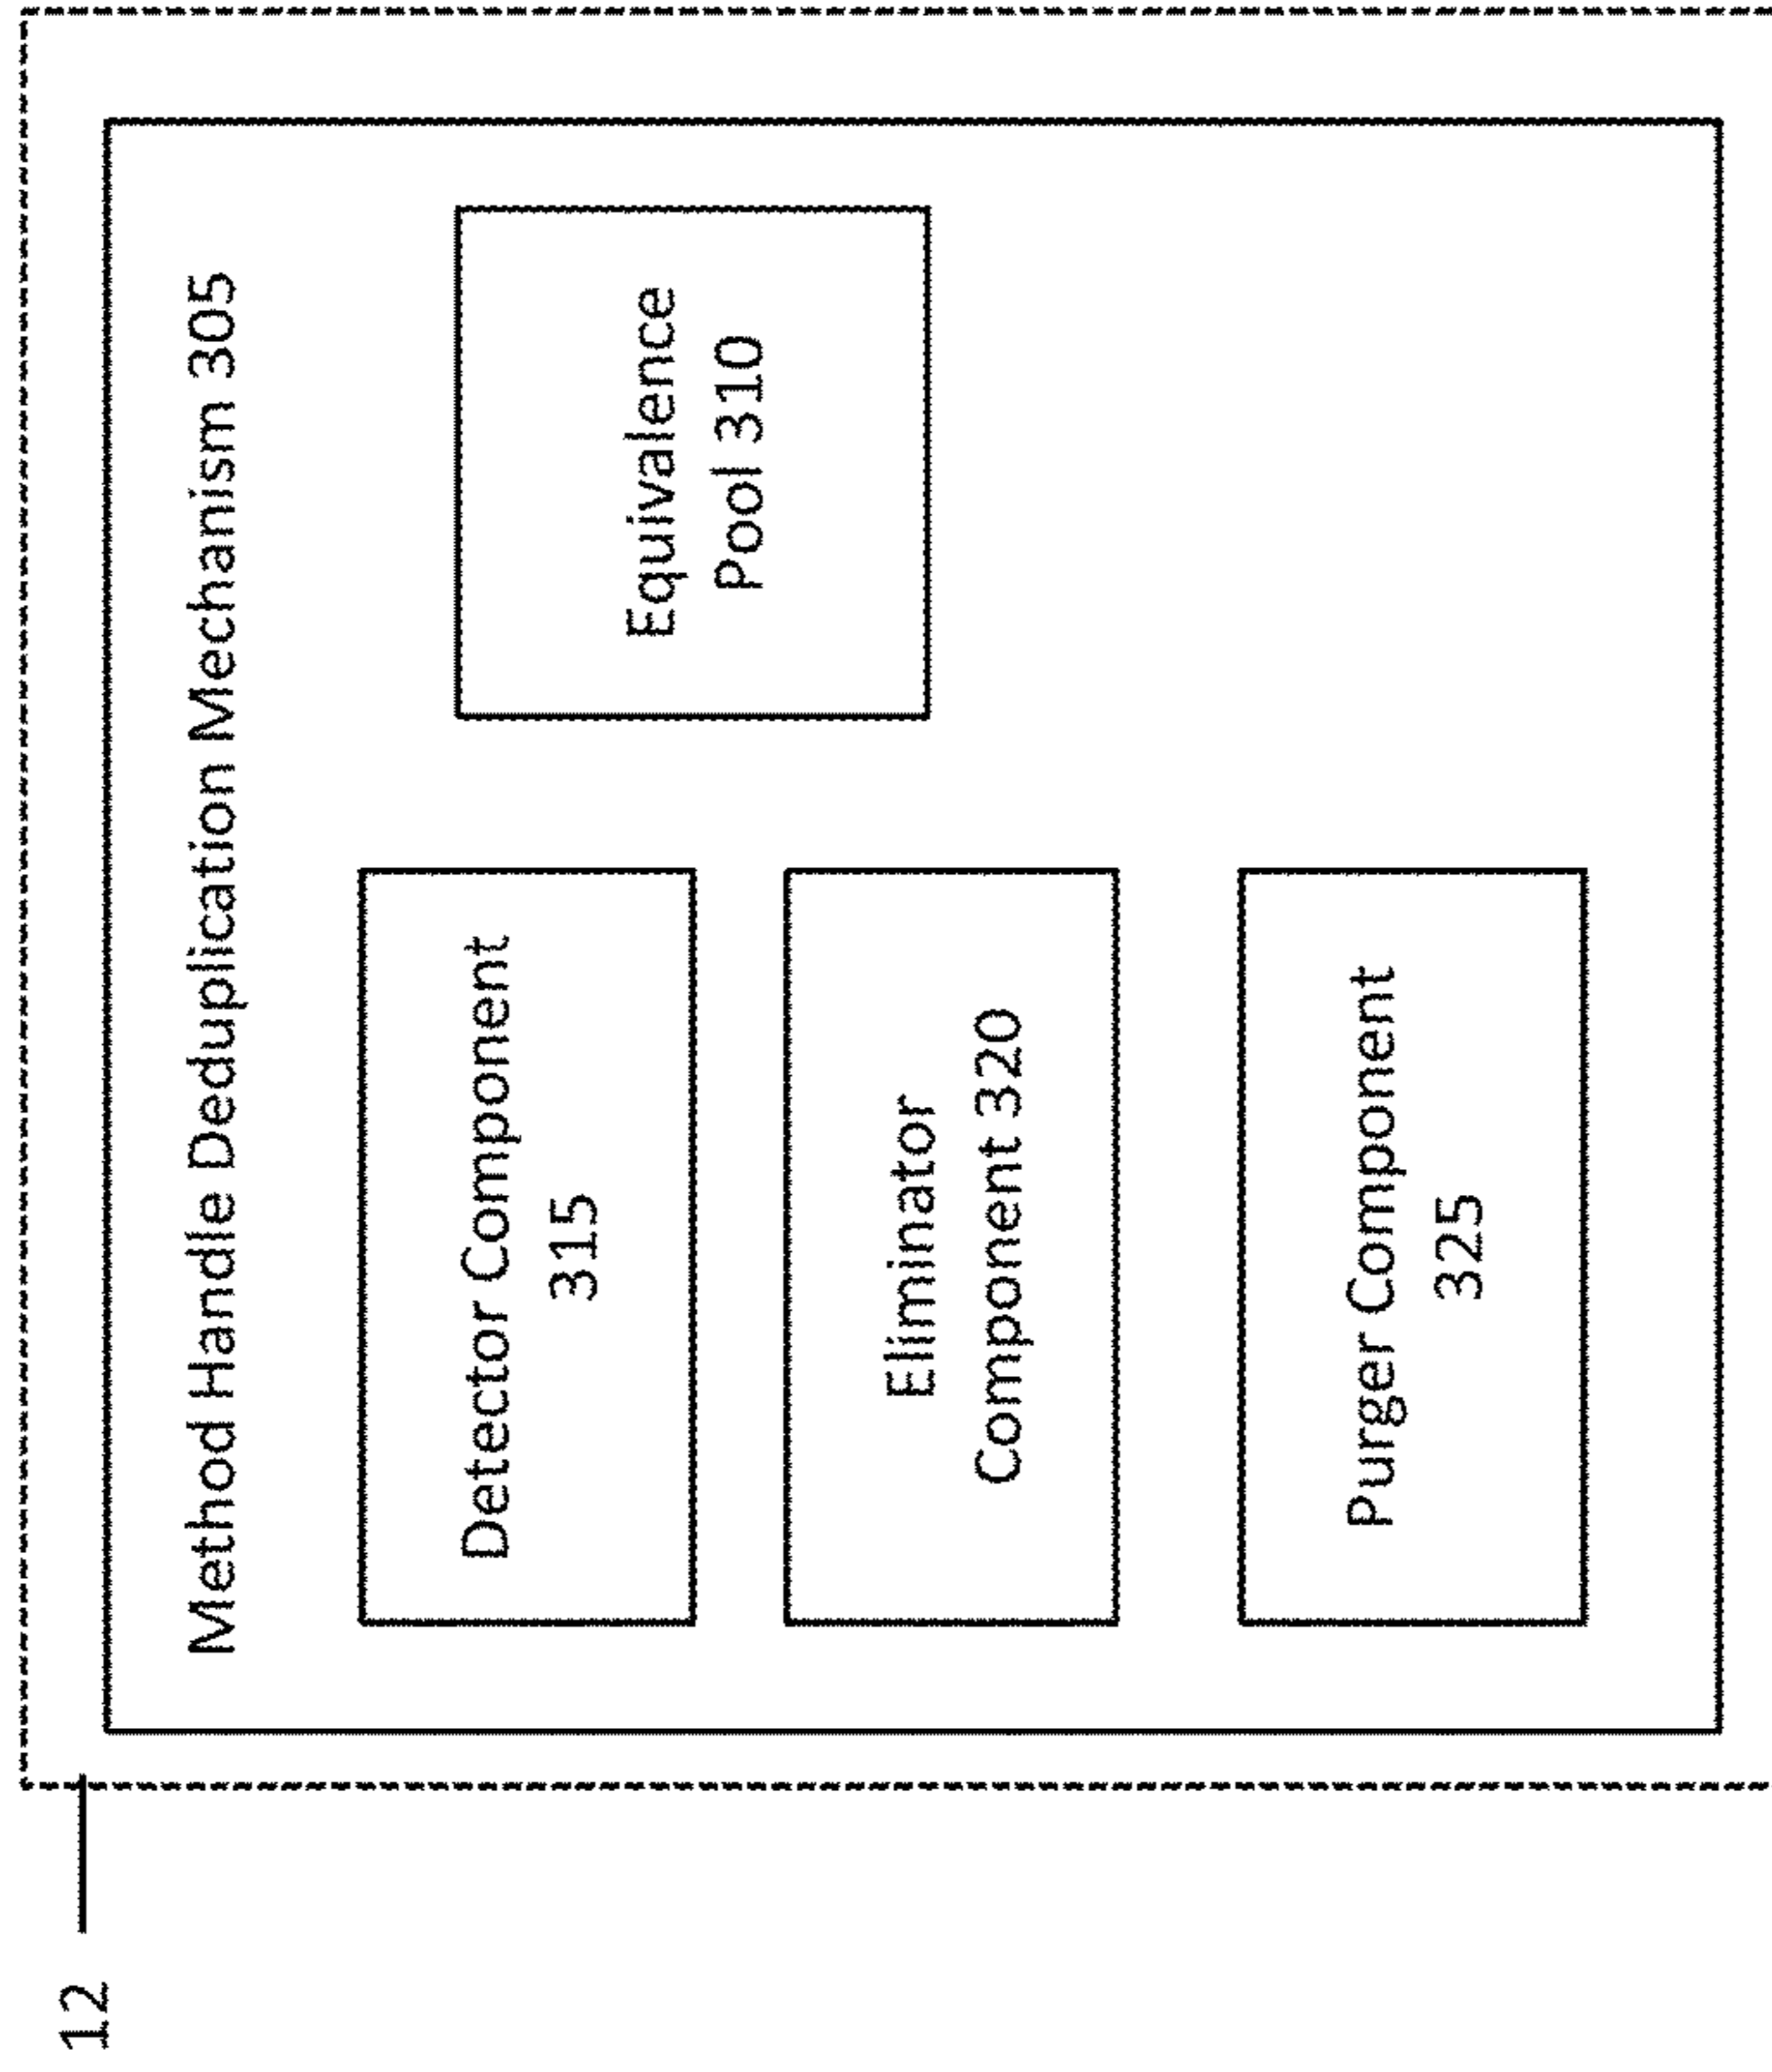 12
Method Handle Deduplication Mechanism 305
Detector Component
315
Equivalence
Pool 310
Eliminator
Component 320
Purger Component
325